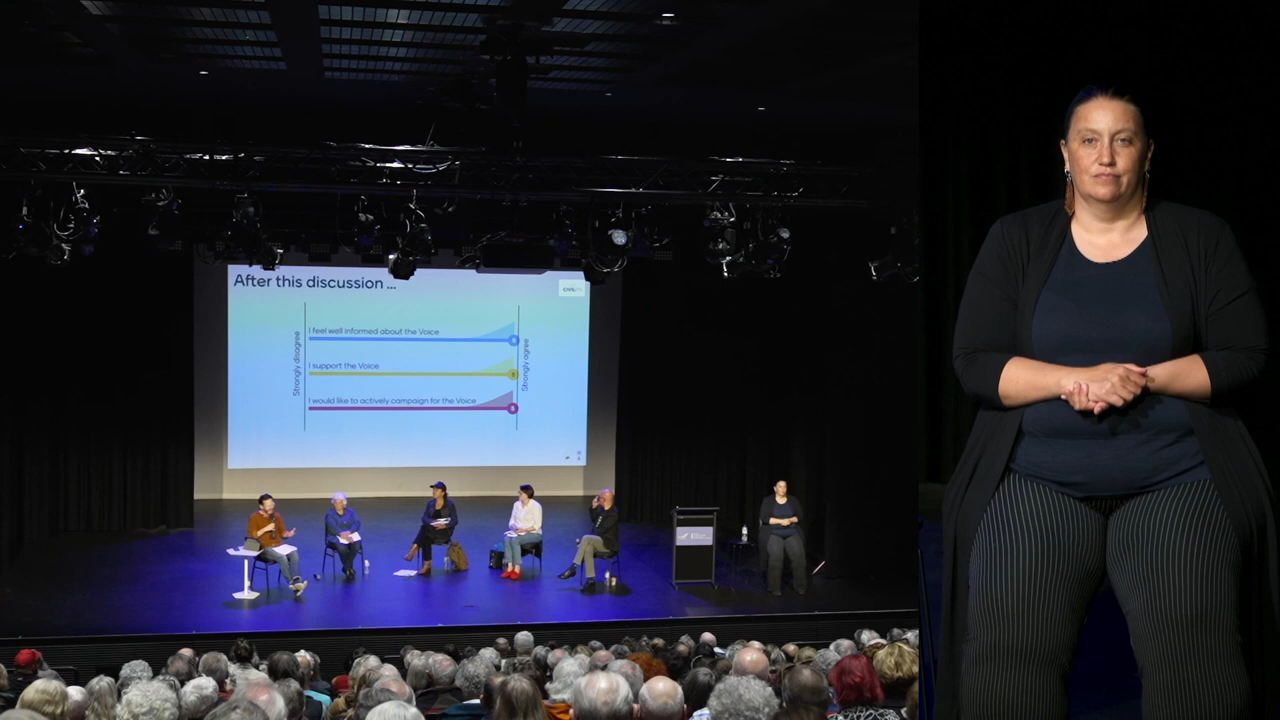 After this discussion ...
Strongly disagree
I feel well informed about the Voice
I support the Voice
I would like to actively campaign for the Voice
Strongly agree